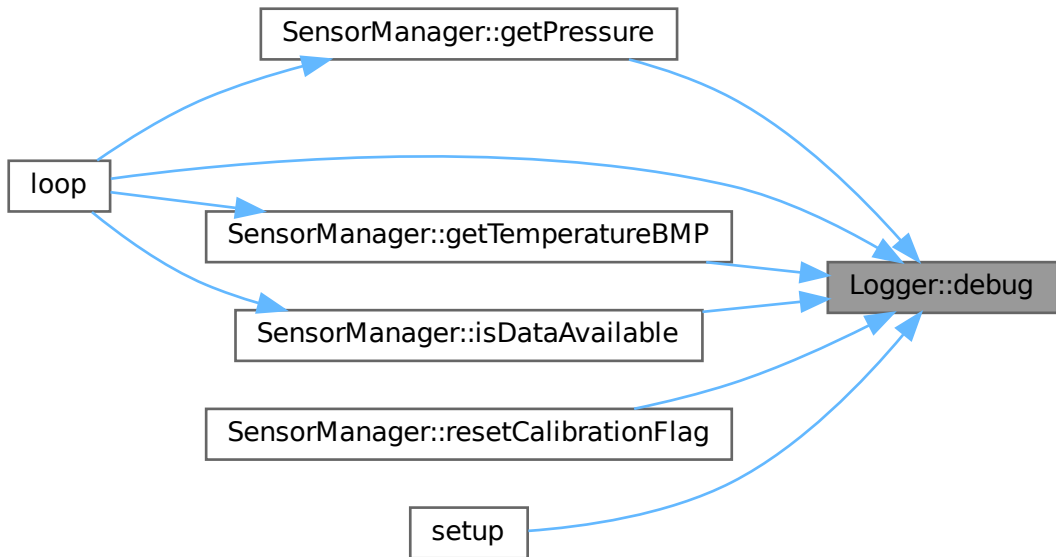 SensorManager::getPressure
loop
SensorManager::getTemperatureBMP
Logger::debug
SensorManager::isDataAvailable
SensorManager::resetCalibrationFlag
setup